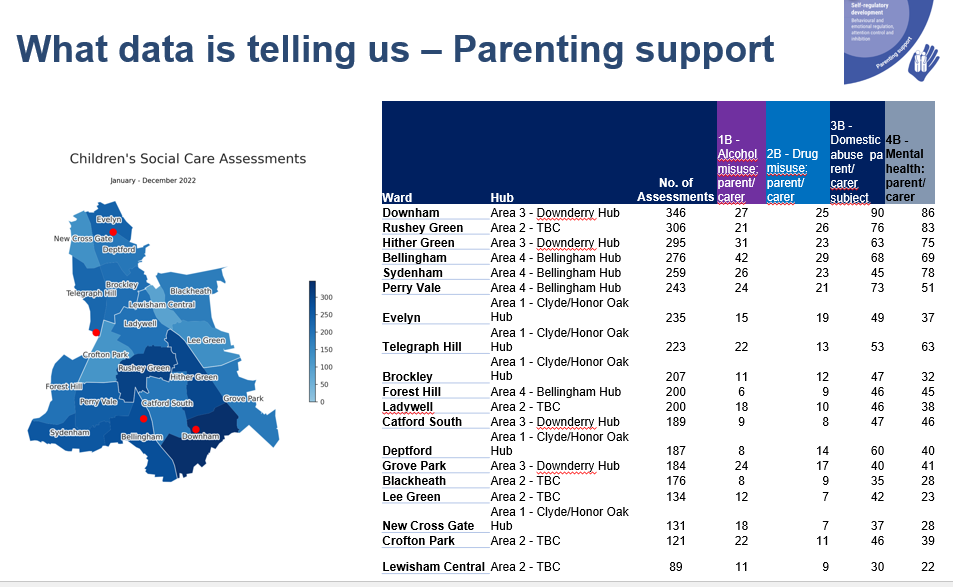 What data is telling us – Parenting support
Self-regulatory
development
Behavioural and
emotional regulation,
attention control and
inhibition
Parenting support
Children's Social Care Assessments
January - December 2022
Evelyn
New Cross Gate
Deptford
Brockley
Telegraph Hill
Blackheath
Lewisham Central
Ladywell
Lee Green
Crofton Park
Rushey Green
Hither Green
Forest Hill
Perry Vale
Catford South
Grove Park
Sydenham
Bellingham
Downham
300
250
200
150
100
50
0
Ward Hub No. of Assessments 1B - Alcohol misuse: parent/ carer 2B - Drug misuse: parent/ carer 3B - Domestic abuse pa rent/ carer subject 4B - Mental health: parent/ carer
Downham Area 3 - Downderry Hub 346 27 25 90 86
Rushey Green Area 2 - TBC 306 21 26 76 83
Hither Green Area 3 - Downderry Hub 295 31 23 63 75
Bellingham Area 4 - Bellingham Hub 276 42 29 68 69
Sydenham Area 4 - Bellingham Hub 259 26 23 45 78
Perry Vale Area 4 - Bellingham Hub 243 24 21 73 51
Area 1 - Clyde/Honor Oak
Evelyn Hub 235 15 19 49 37
Area 1 - Clyde/Honor Oak
Telegraph Hill Hub 223 22 13 53 63
Area 1 - Clyde/Honor Oak
Brockley Hub 207 11 12 47 32
Forest Hill Area 4 - Bellingham Hub 200 6 9 46 45
Ladywell Area 2 - TBC 200 18 10 46 38
Catford South Area 3 - Downderry Hub 189 9 8 47 46
Area 1 - Clyde/Honor Oak
Deptford Hub 187 8 14 60 40
Grove Park Area 3 - Downderry Hub 184 24 17 40 41
Blackheath Area 2 - TBC 176 8 9 35 28
Lee Green Area 2 - TBC 134 12 7 42 23
Area 1 - Clyde/Honor Oak
New Cross Gate Hub 131 18 7 37 28
Crofton Park Area 2 - TBC 121 22 11 46 39
Lewisham Central Area 2 - TBC 89 11 9 30 22